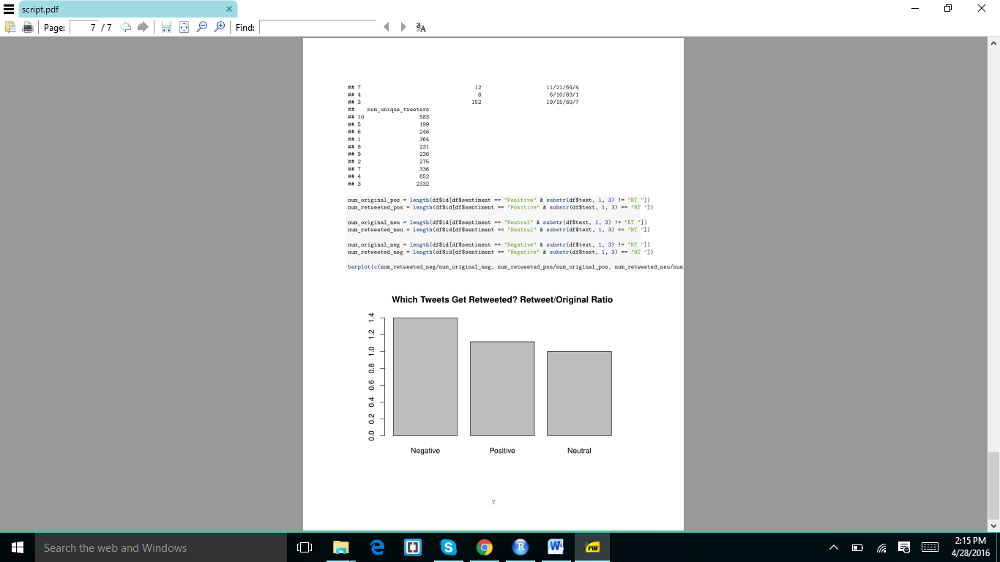 script.pdf
Page: 7 / 7 Find:
## 7 12 11/21/64/4
## 4 8 6/10/83/1
## 3 152 19/15/60/7
## num_unique_tweeters
## 10 583
## 5 199
## 6 246
## 1 364
## 8 231
## 9 236
## 2 275
## 7 336
## 4 652
## 3 2332
num_original_pos = length(df$id[df$sentiment == "Positive" & substr(df$text, 1, 3) != "RT "])
num_retweeted_pos = length(df$id[df$sentiment == "Positive" & substr(df$text, 1, 3) == "RT "])
num_original_neu = length(df$id[df$sentiment == "Neutral" & substr(df$text, 1, 3) != "RT "])
num_retweeted_neu = length(df$id[df$sentiment == "Neutral" & substr(df$text, 1, 3) == "RT "])
num_original_neg = length(df$id[df$sentiment == "Negative" & substr(df$text, 1, 3) != "RT "])
num_retweeted_neg = length(df$id[df$sentiment == "Negative" & substr(df$text, 1, 3) == "RT "])
barplot(c(num_retweeted_neg/num_original_neg, num_retweeted_pos/num_original_pos, num_retweeted_neu/num
Which Tweets Get Retweeted? Retweet/Original Ratio
1.4
1.2
1.0
0.8
0.6
0.4
0.2
0.0
Negative Positive Neutral
7
Search the web and Windows
2:15 PM
4/28/2016